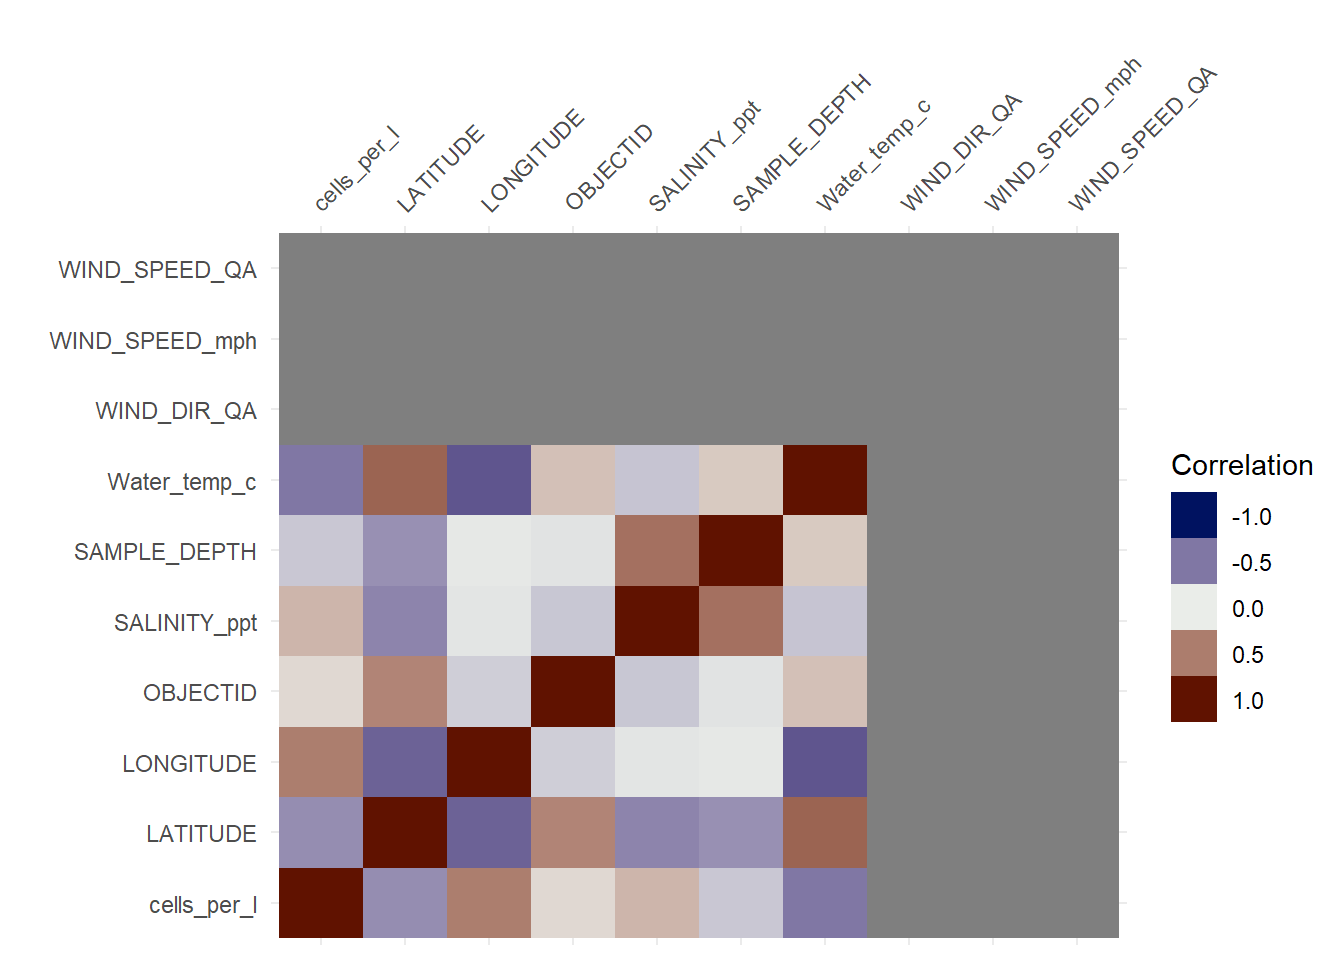 cells_per_l
LATITUDE
LONGITUDE
OBJECTID
SALINITY_ppt
SAMPLE_DEPTH
Water_temp_c
WIND_DIR_QA
WIND_SPEED_mph
WIND_SPEED_QA
WIND_SPEED_QA
WIND_SPEED_mph
WIND_DIR_QA
Water_temp_c
SAMPLE_DEPTH
SALINITY_ppt
OBJECTID
LONGITUDE
LATITUDE
cells_per_l
Correlation
-1.0
-0.5
0.0
0.5
1.0